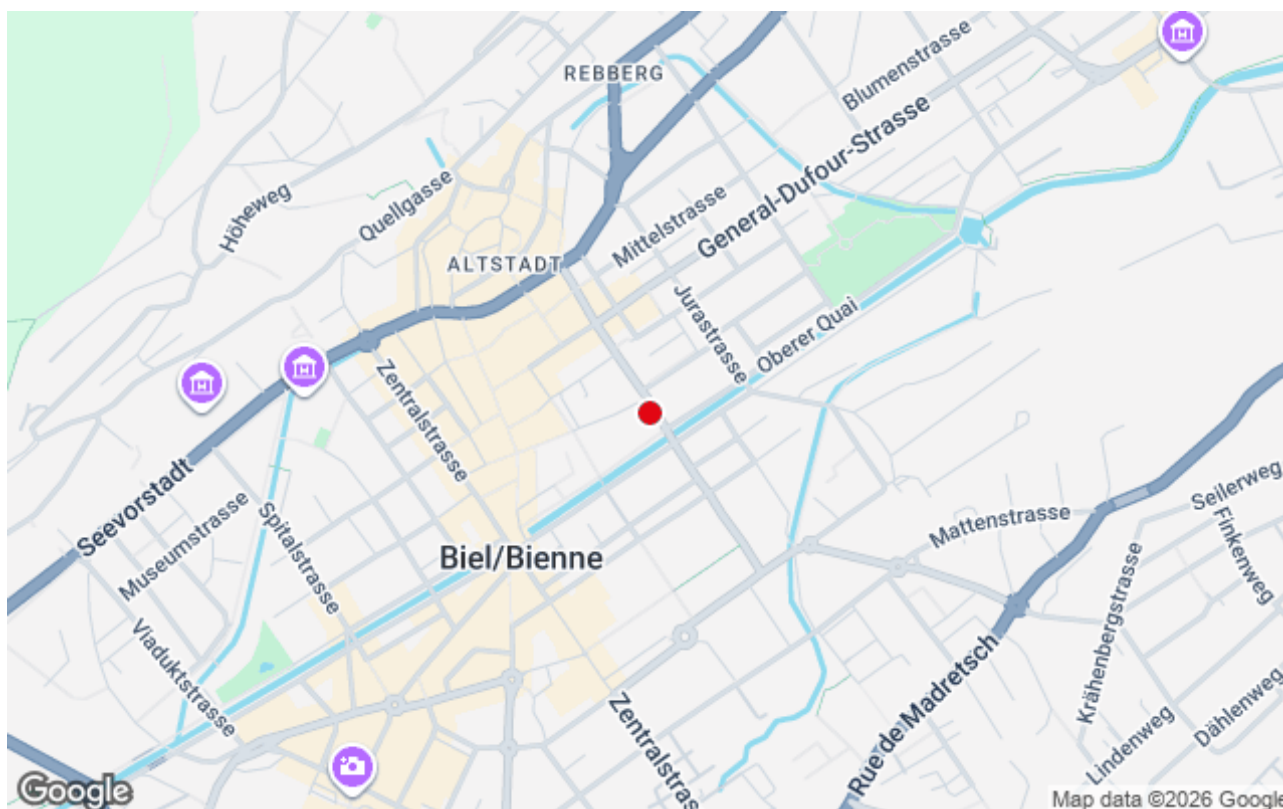 REBBERG
Blumenstrasse
General-Dufour-Strasse
Höheweg
Quellgasse
Mittelstrasse
ALTSTADT
Jurastrasse
Oberer Quai
Zentralstrasse
Seevorstadt
Museumstrasse
Spitalstrasse
Mattenstrasse
Seilerweg
Finkenweg
Biel/Bienne
Viaduktstrasse
Krähenbergstrasse
Rue de Madretsch
Zentralstras
Dählenweg
Lindenweg
Google
Map data ©2026 Google